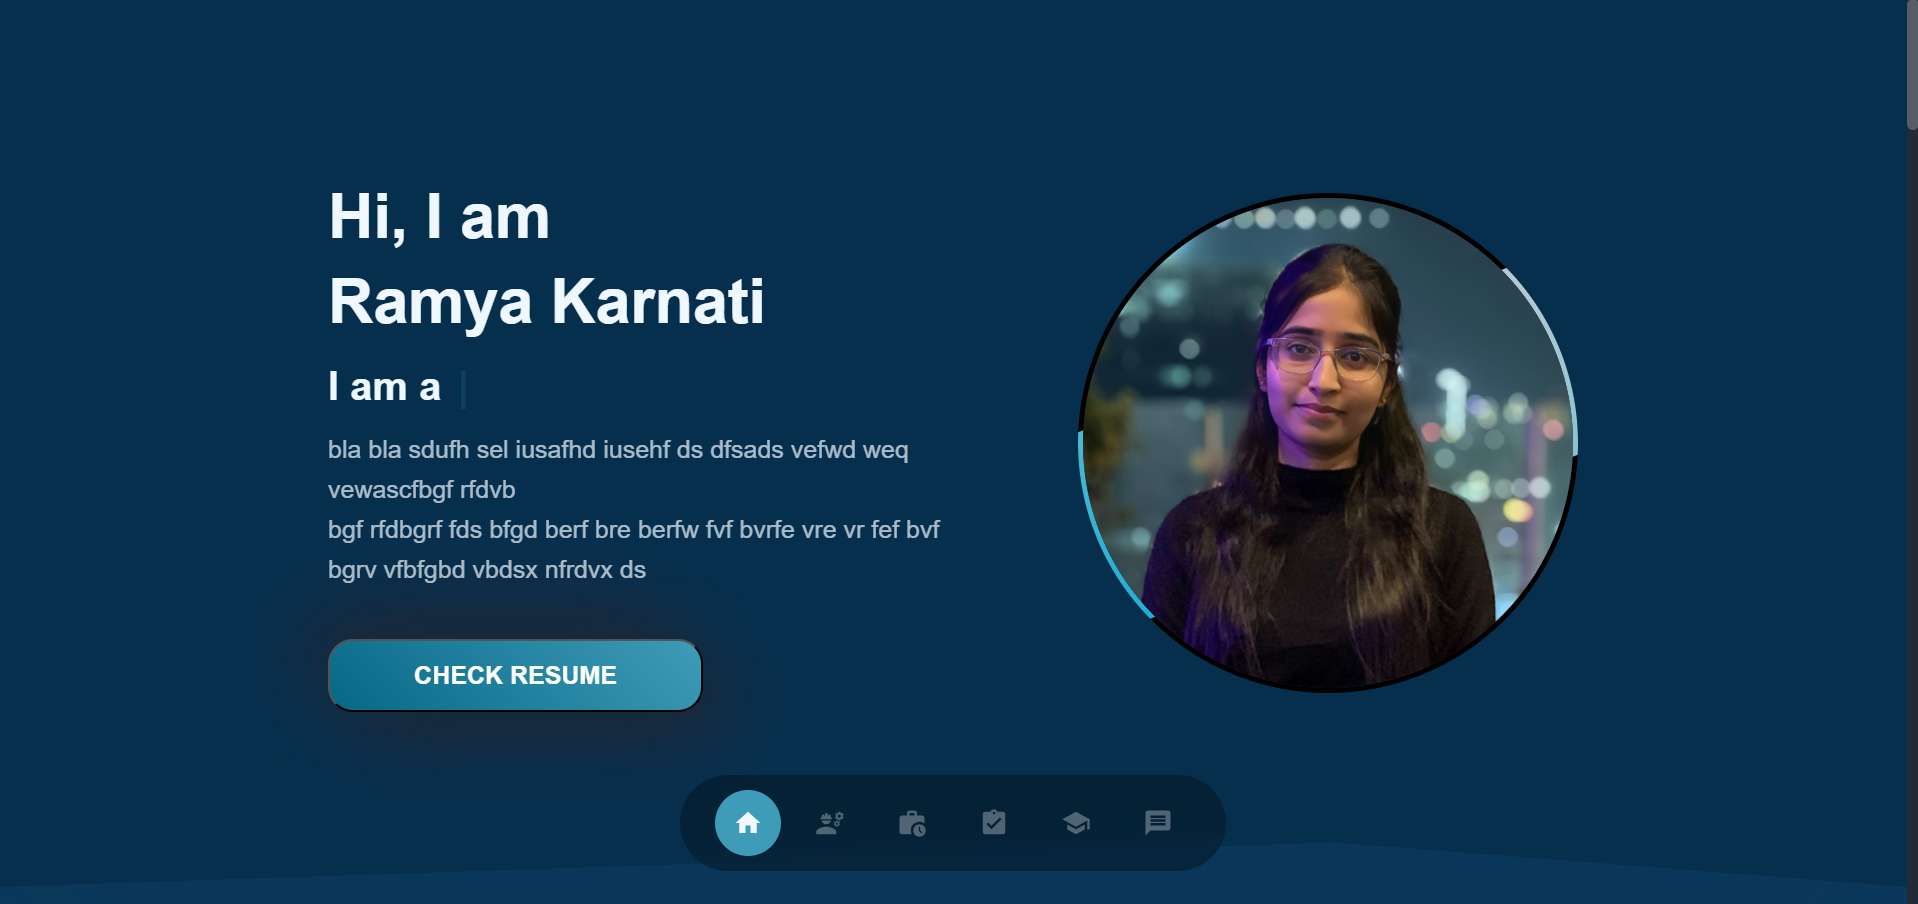 Hi, I am
Ramya Karnati
I am a
bla bla sdufh sel iusafhd iusehf ds dfsads vefwd weq
vewascfbgf rfdvb
bgf rfdbgrf fds bfgd berf bre berfw fvf bvrfe vre vr fef bvf
bgrv vfbfgbd vbdsx nfrdvx ds
CHECK RESUME